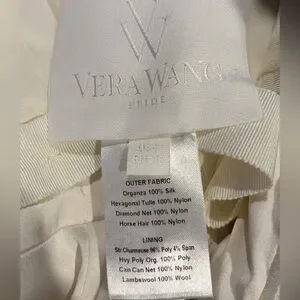 VERA WANG
BRIDE
OUTER FABRIC
Organza 100% Silk
Hexagonal Tulle 100% Nylon
Diamond Net 100% Nylon
Horse Hair 100% Nylon
LINING
Str Charmeuse 96% Poly 4% Span
Hvy Poly Org. 100% Poly
Can Can Net 100% Nylon
Lambswool 100% Wool